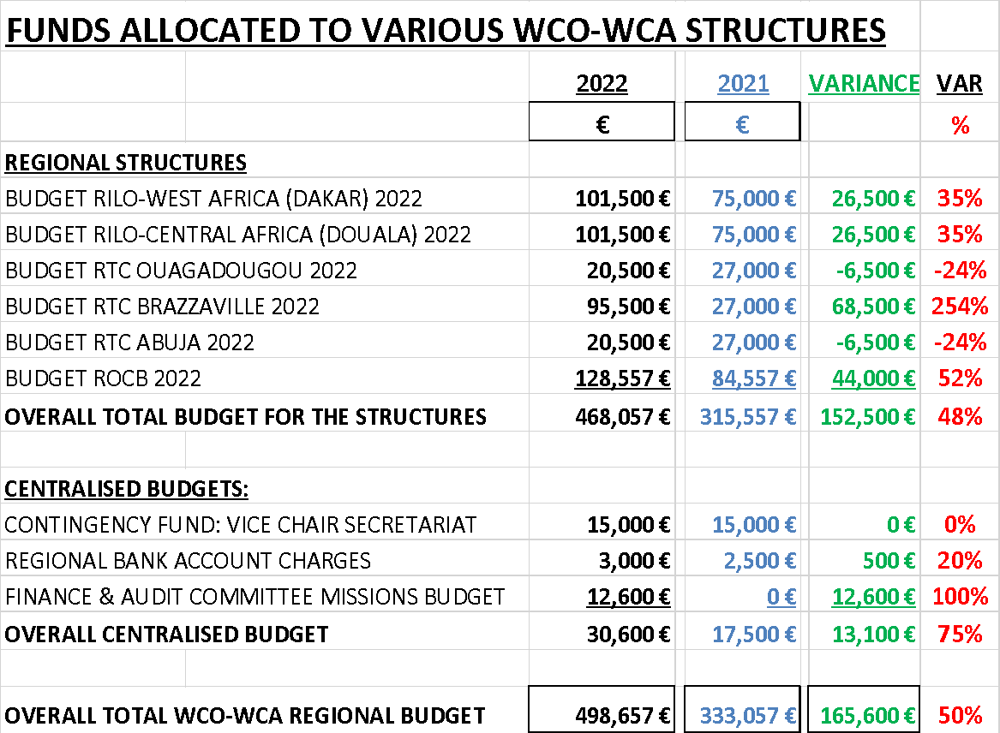 FUNDS ALLOCATED TO VARIOUS WCO-WCA STRUCTURES
2022 2021 VARIANCE VAR
€ € %
REGIONAL STRUCTURES
BUDGET RILO-WEST AFRICA (DAKAR) 2022 101,500 € 75,000 € 26,500 € 35%
BUDGET RILO-CENTRAL AFRICA (DOUALA) 2022 101,500 € 75,000 € 26,500 € 35%
BUDGET RTC OUAGADOUGOU 2022 20,500 € 27,000 € -6,500 € -24%
BUDGET RTC BRAZZAVILLE 2022 95,500 € 27,000 € 68,500 € 254%
BUDGET RTC ABUJA 2022 20,500 € 27,000 € -6,500 € -24%
BUDGET ROCB 2022 128,557 € 84,557 € 44,000 € 52%
OVERALL TOTAL BUDGET FOR THE STRUCTURES 468,057 € 315,557 € 152,500 € 48%
CENTRALISED BUDGETS:
CONTINGENCY FUND: VICE CHAIR SECRETARIAT 15,000 € 15,000 € 0 € 0%
REGIONAL BANK ACCOUNT CHARGES 3,000 € 2,500 € 500 € 20%
FINANCE & AUDIT COMMITTEE MISSIONS BUDGET 12,600 € 0 € 12,600 € 100%
OVERALL CENTRALISED BUDGET 30,600 € 17,500 € 13,100 € 75%
OVERALL TOTAL WCO-WCA REGIONAL BUDGET 498,657 € 333,057 € 165,600 € 50%